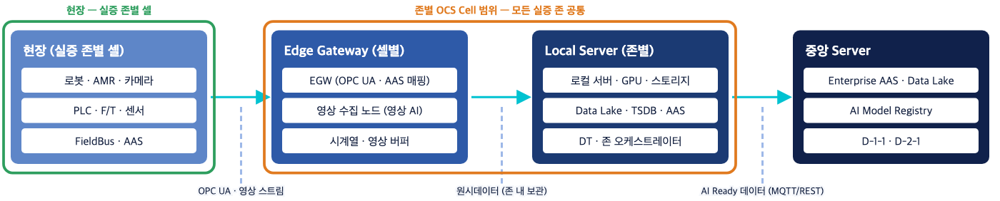 현장 — 실증 존별 셀
존별 OCS Cell 범위 — 모든 실증 존 공통
현장 (실증 존별 셀)
로봇 · AMR · 카메라
PLC · F/T · 센서
FieldBus · AAS
Edge Gateway (셀별)
EGW (OPC UA · AAS 매핑)
영상 수집 노드 (영상 AI)
시계열 · 영상 버퍼
Local Server (존별)
로컬 서버 · GPU · 스토리지
Data Lake · TSDB · AAS
DT · 존 오케스트레이터
중앙 Server
Enterprise AAS · Data Lake
AI Model Registry
D-1-1 · D-2-1
OPC UA · 영상 스트림
원시데이터 (존 내 보관)
AI Ready 데이터 (MQTT/REST)